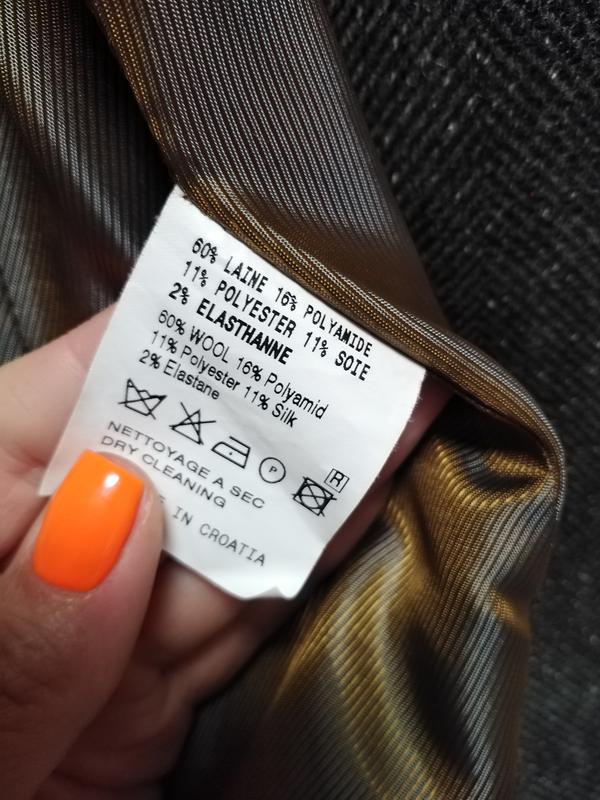 60% LAINE 16% POLYAMIDE
11% POLYESTER 11% SOIE
2% ELASTHANNE
60% WOOL 16% Polyamid
11% Polyester 11% Silk
2% Elastane
P
R
NETTOYAGE A SEC
DRY CLEANING
IN CROATIA